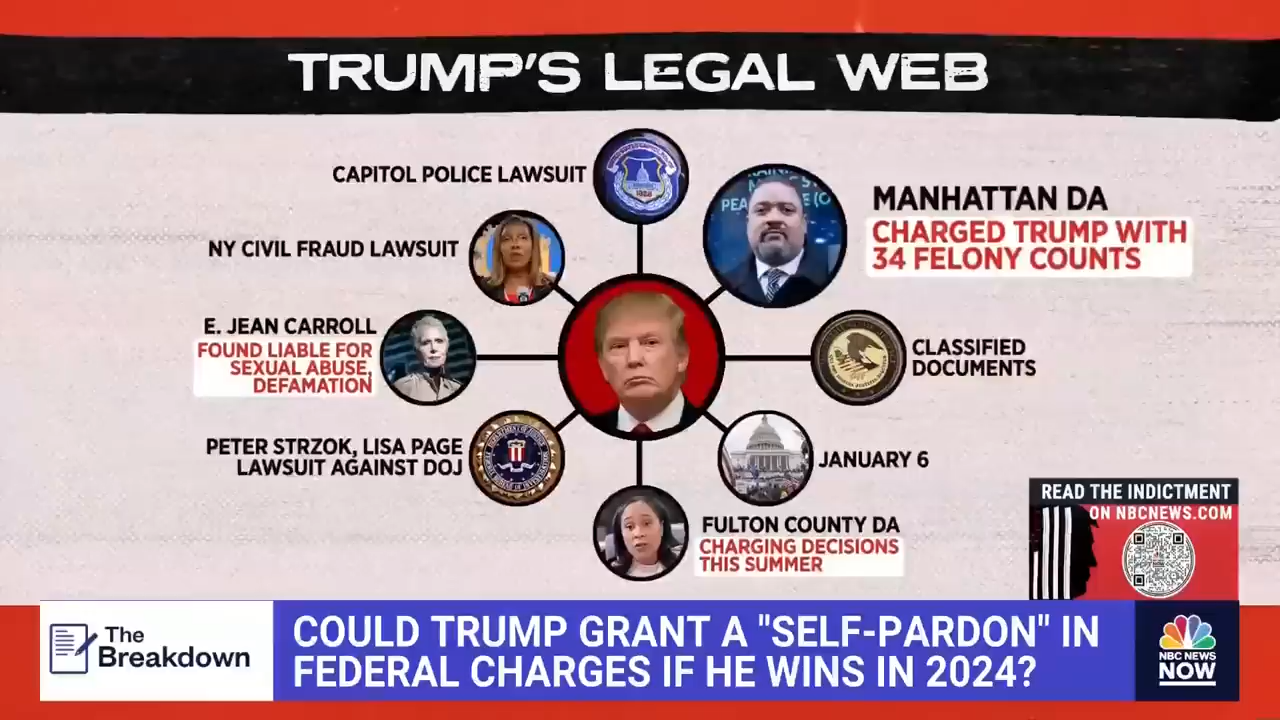 TRUMP'S LEGAL WEB
CAPITOL POLICE LAWSUIT
MANHATTAN DA
CHARGED TRUMP WITH
34 FELONY COUNTS
NY CIVIL FRAUD LAWSUIT
E. JEAN CARROLL
FOUND LIABLE FOR
SEXUAL ABUSE,
DEFAMATION
CLASSIFIED
DOCUMENTS
PETER STRZOK, LISA PAGE
LAWSUIT AGAINST DOJ
JANUARY 6
FULTON COUNTY DA
CHARGING DECISIONS
THIS SUMMER
READ THE INDICTMENT
ON NBCNEWS.COM
The
Breakdown
COULD TRUMP GRANT A "SELF-PARDON" IN
FEDERAL CHARGES IF HE WINS IN 2024?
NBC NEWS
NOW